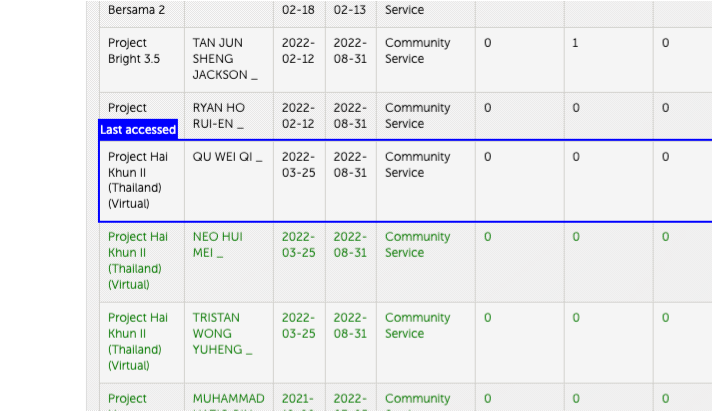 Bersama 2 02-18 02-13 Service
Project TAN JUN 2022- 2022- Community 0 1 0
Bright 3.5 SHENG 02-12 08-31 Service
JACKSON _
Project RYAN HO 2022- 2022- Community 0 0 0
RUI-EN _ 02-12 08-31 Service
Last accessed
Project Hai QU WEI QI _ 2022- 2022- Community 0 0 0
Khun II 03-25 08-31 Service
(Thailand)
(Virtual)
Project Hai NEO HUI 2022- 2022- Community 0 0 0
Khun II MEI _ 03-25 08-31 Service
(Thailand)
(Virtual)
Project Hai TRISTAN 2022- 2022- Community 0 0 0
Khun II WONG 03-25 08-31 Service
(Thailand) YUHENG _
(Virtual)
Project MUHAMMAD 2021- 2022- Community 0 0 0